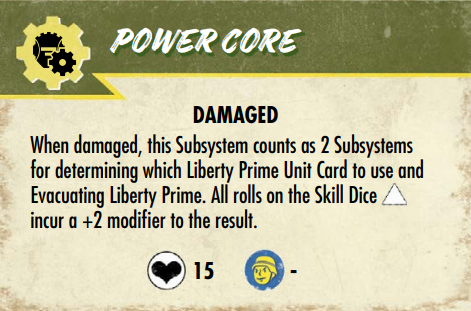 POWER CORE
DAMAGED
When damaged, this Subsystem counts as 2 Subsystems
for determining which Liberty Prime Unit Card to use and
Evacuating Liberty Prime. All rolls on the Skill Dice
incur a +2 modifier to the result.
15 -